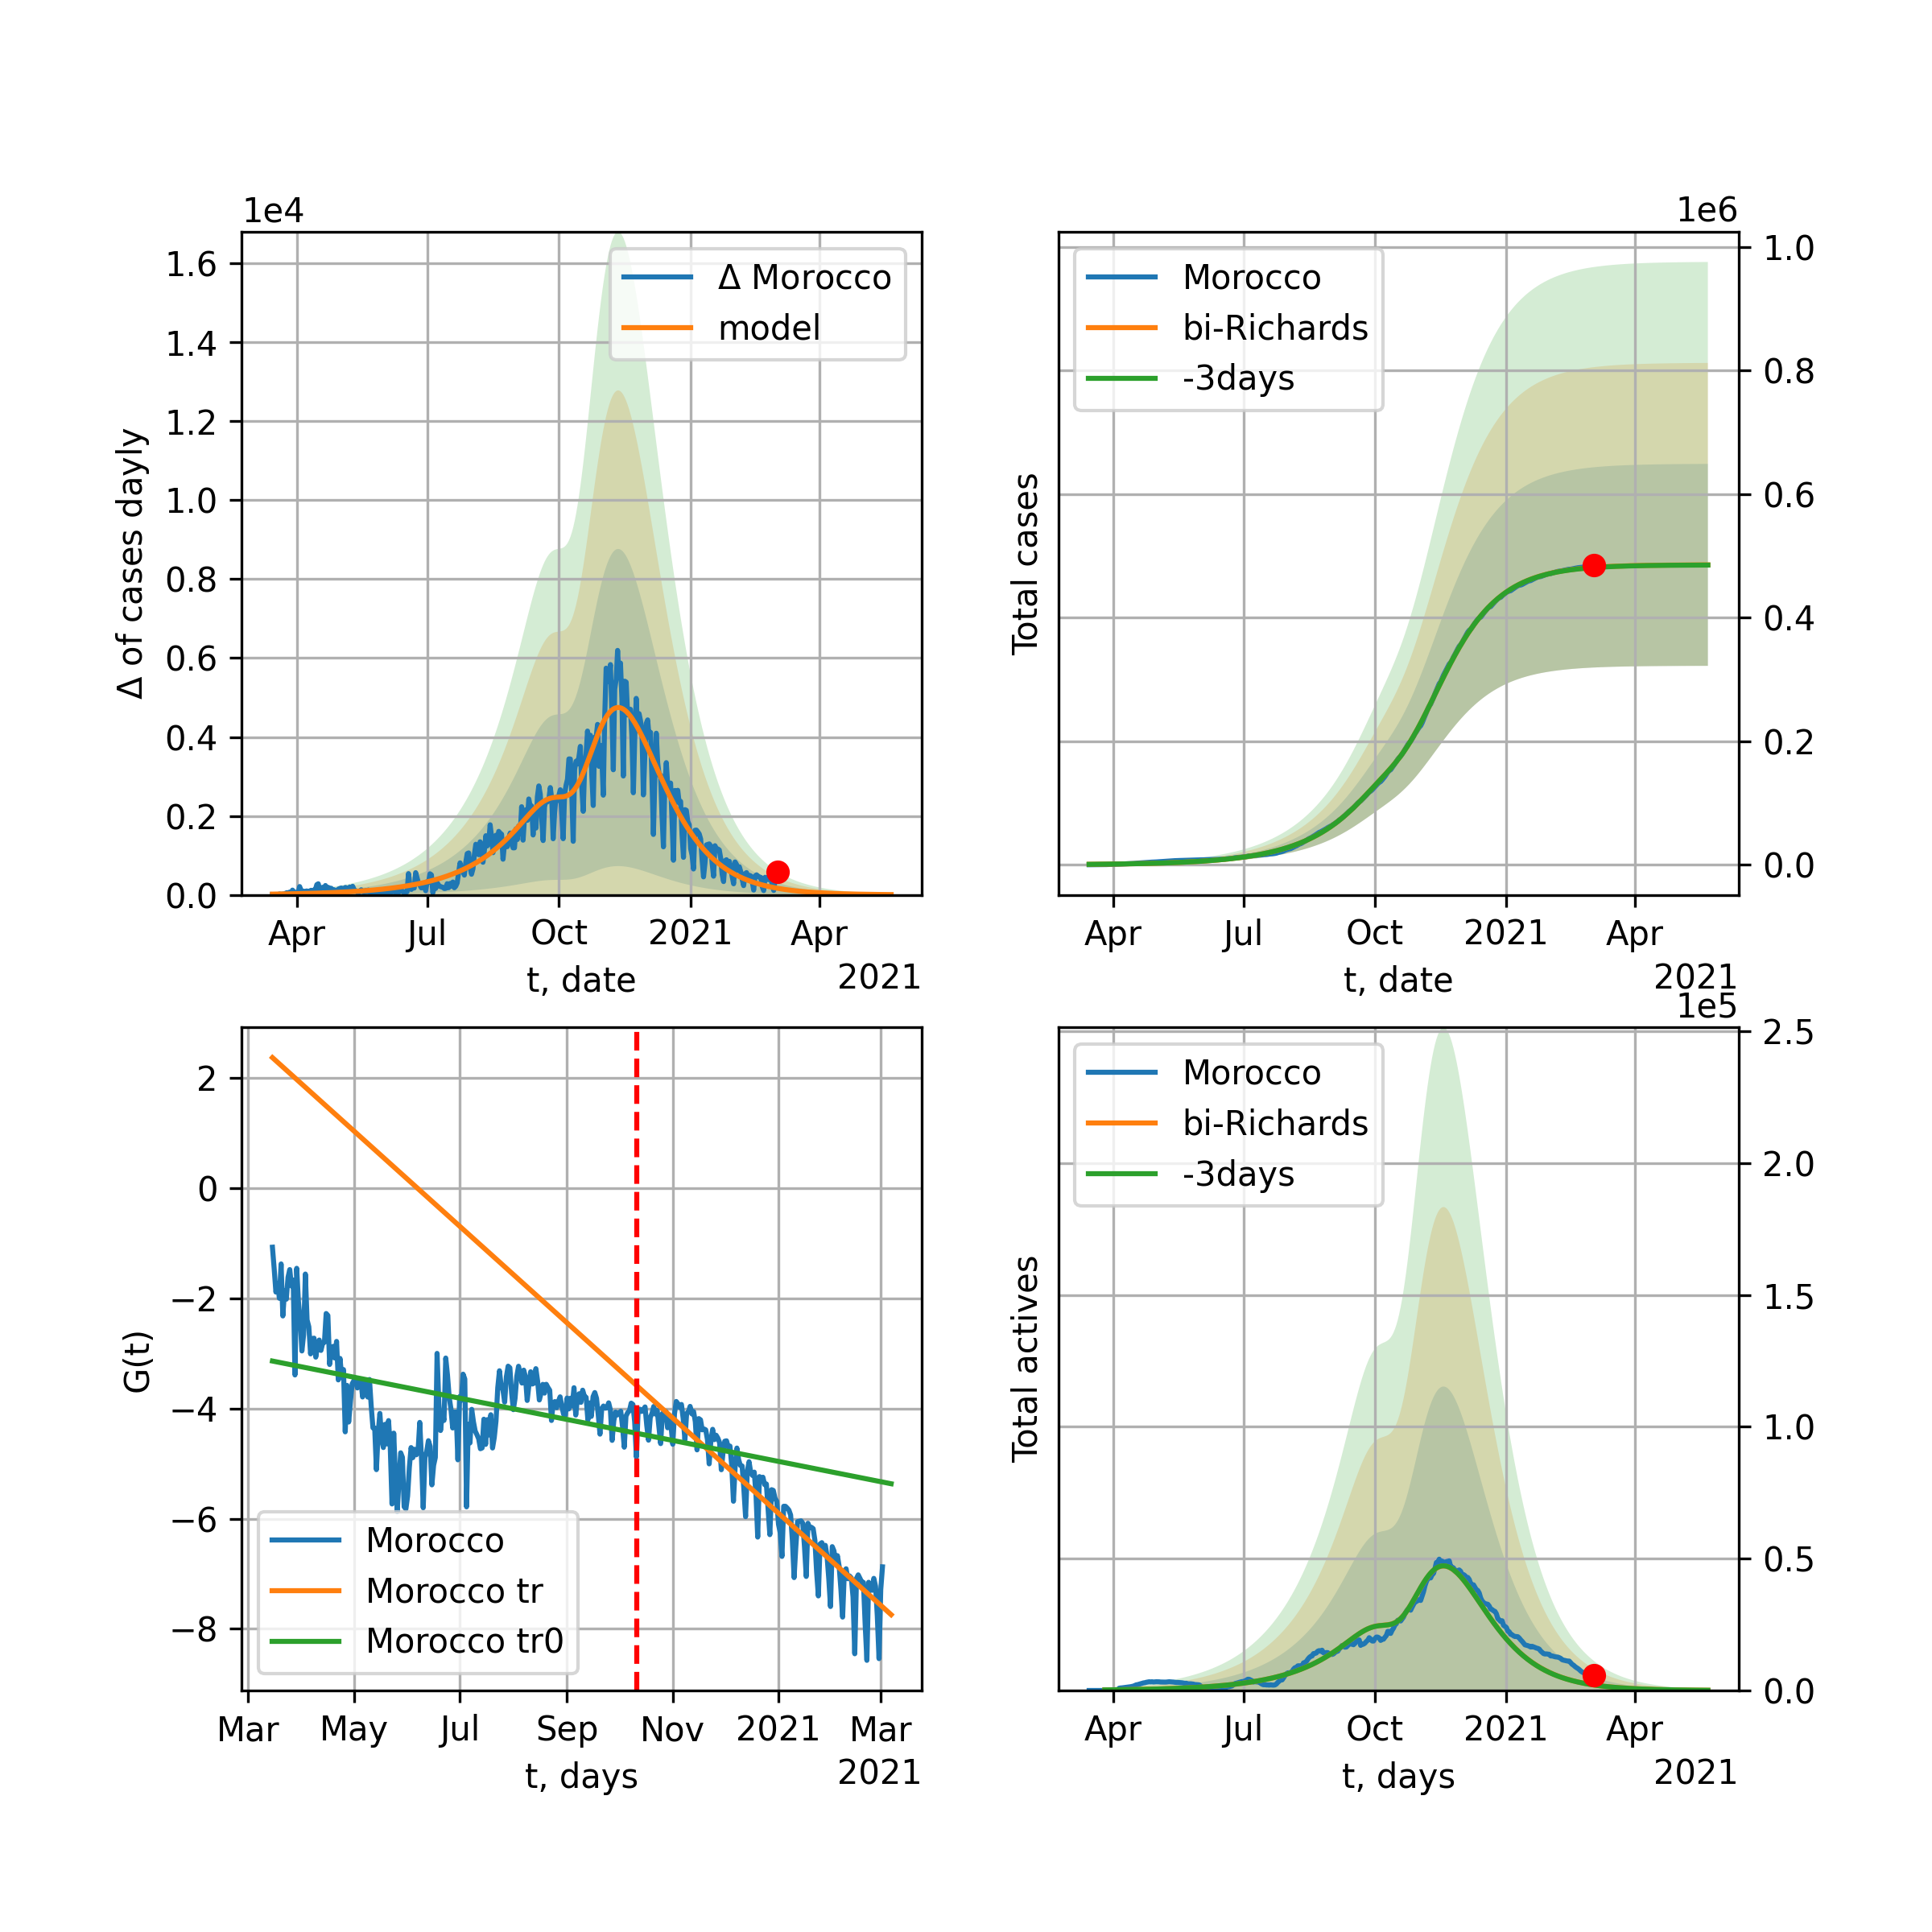 1e4
1.6
1.4
1.2
1.0
0.8
0.6
0.4
0.2
0.0
Δ of cases dayly
Δ Morocco
model
Apr
Jul
Oct
2021
Apr
t, date
2021
1e6
Morocco
bi-Richards
-3days
Total cases
1.0
0.8
0.6
0.4
0.2
0.0
Apr
Jul
Oct
2021
Apr
t, date
2021
2
0
−2
−4
−6
−8
G(t)
Morocco
Morocco tr
Morocco tr0
Mar
May
Jul
Sep
Nov
2021
Mar
t, days
2021
1e5
Morocco
bi-Richards
-3days
Total actives
2.5
2.0
1.5
1.0
0.5
0.0
Apr
Jul
Oct
2021
Apr
t, days
2021